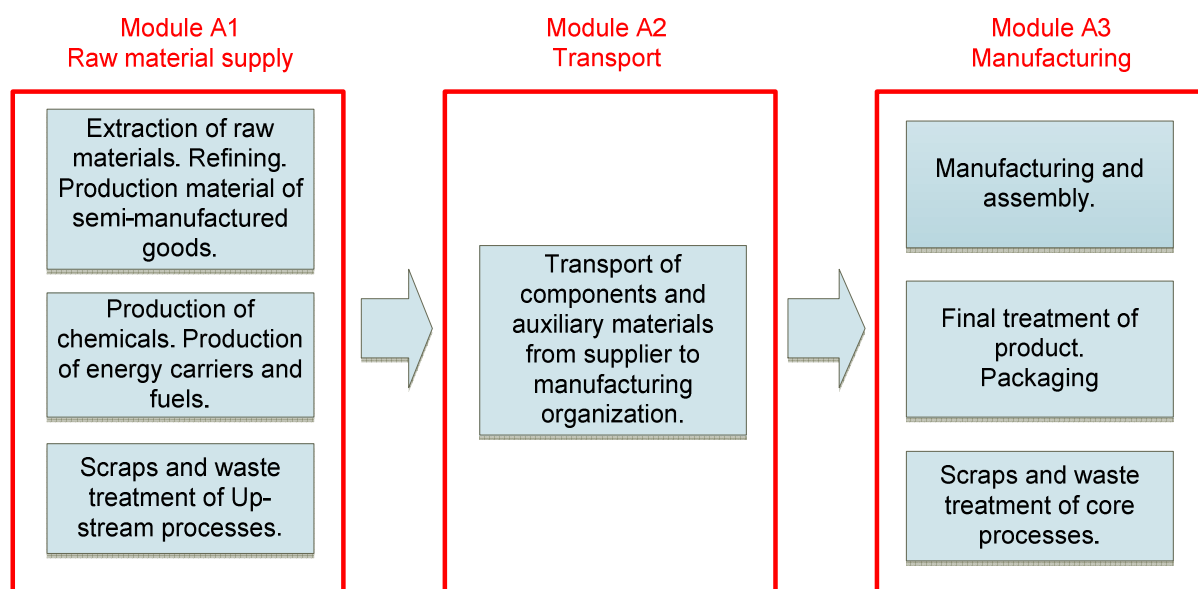 Module A1
Raw material supply
Extraction of raw
materials. Refining.
Production material of
semi-manufactured
goods.
Production of
chemicals. Production
of energy carriers and
fuels.
Scraps and waste
treatment of Up-
stream processes.
Module A2
Transport
Transport of
components and
auxiliary materials
from supplier to
manufacturing
organization.
Module A3
Manufacturing
Manufacturing and
assembly.
Final treatment of
product.
Packaging
Scraps and waste
treatment of core
processes.